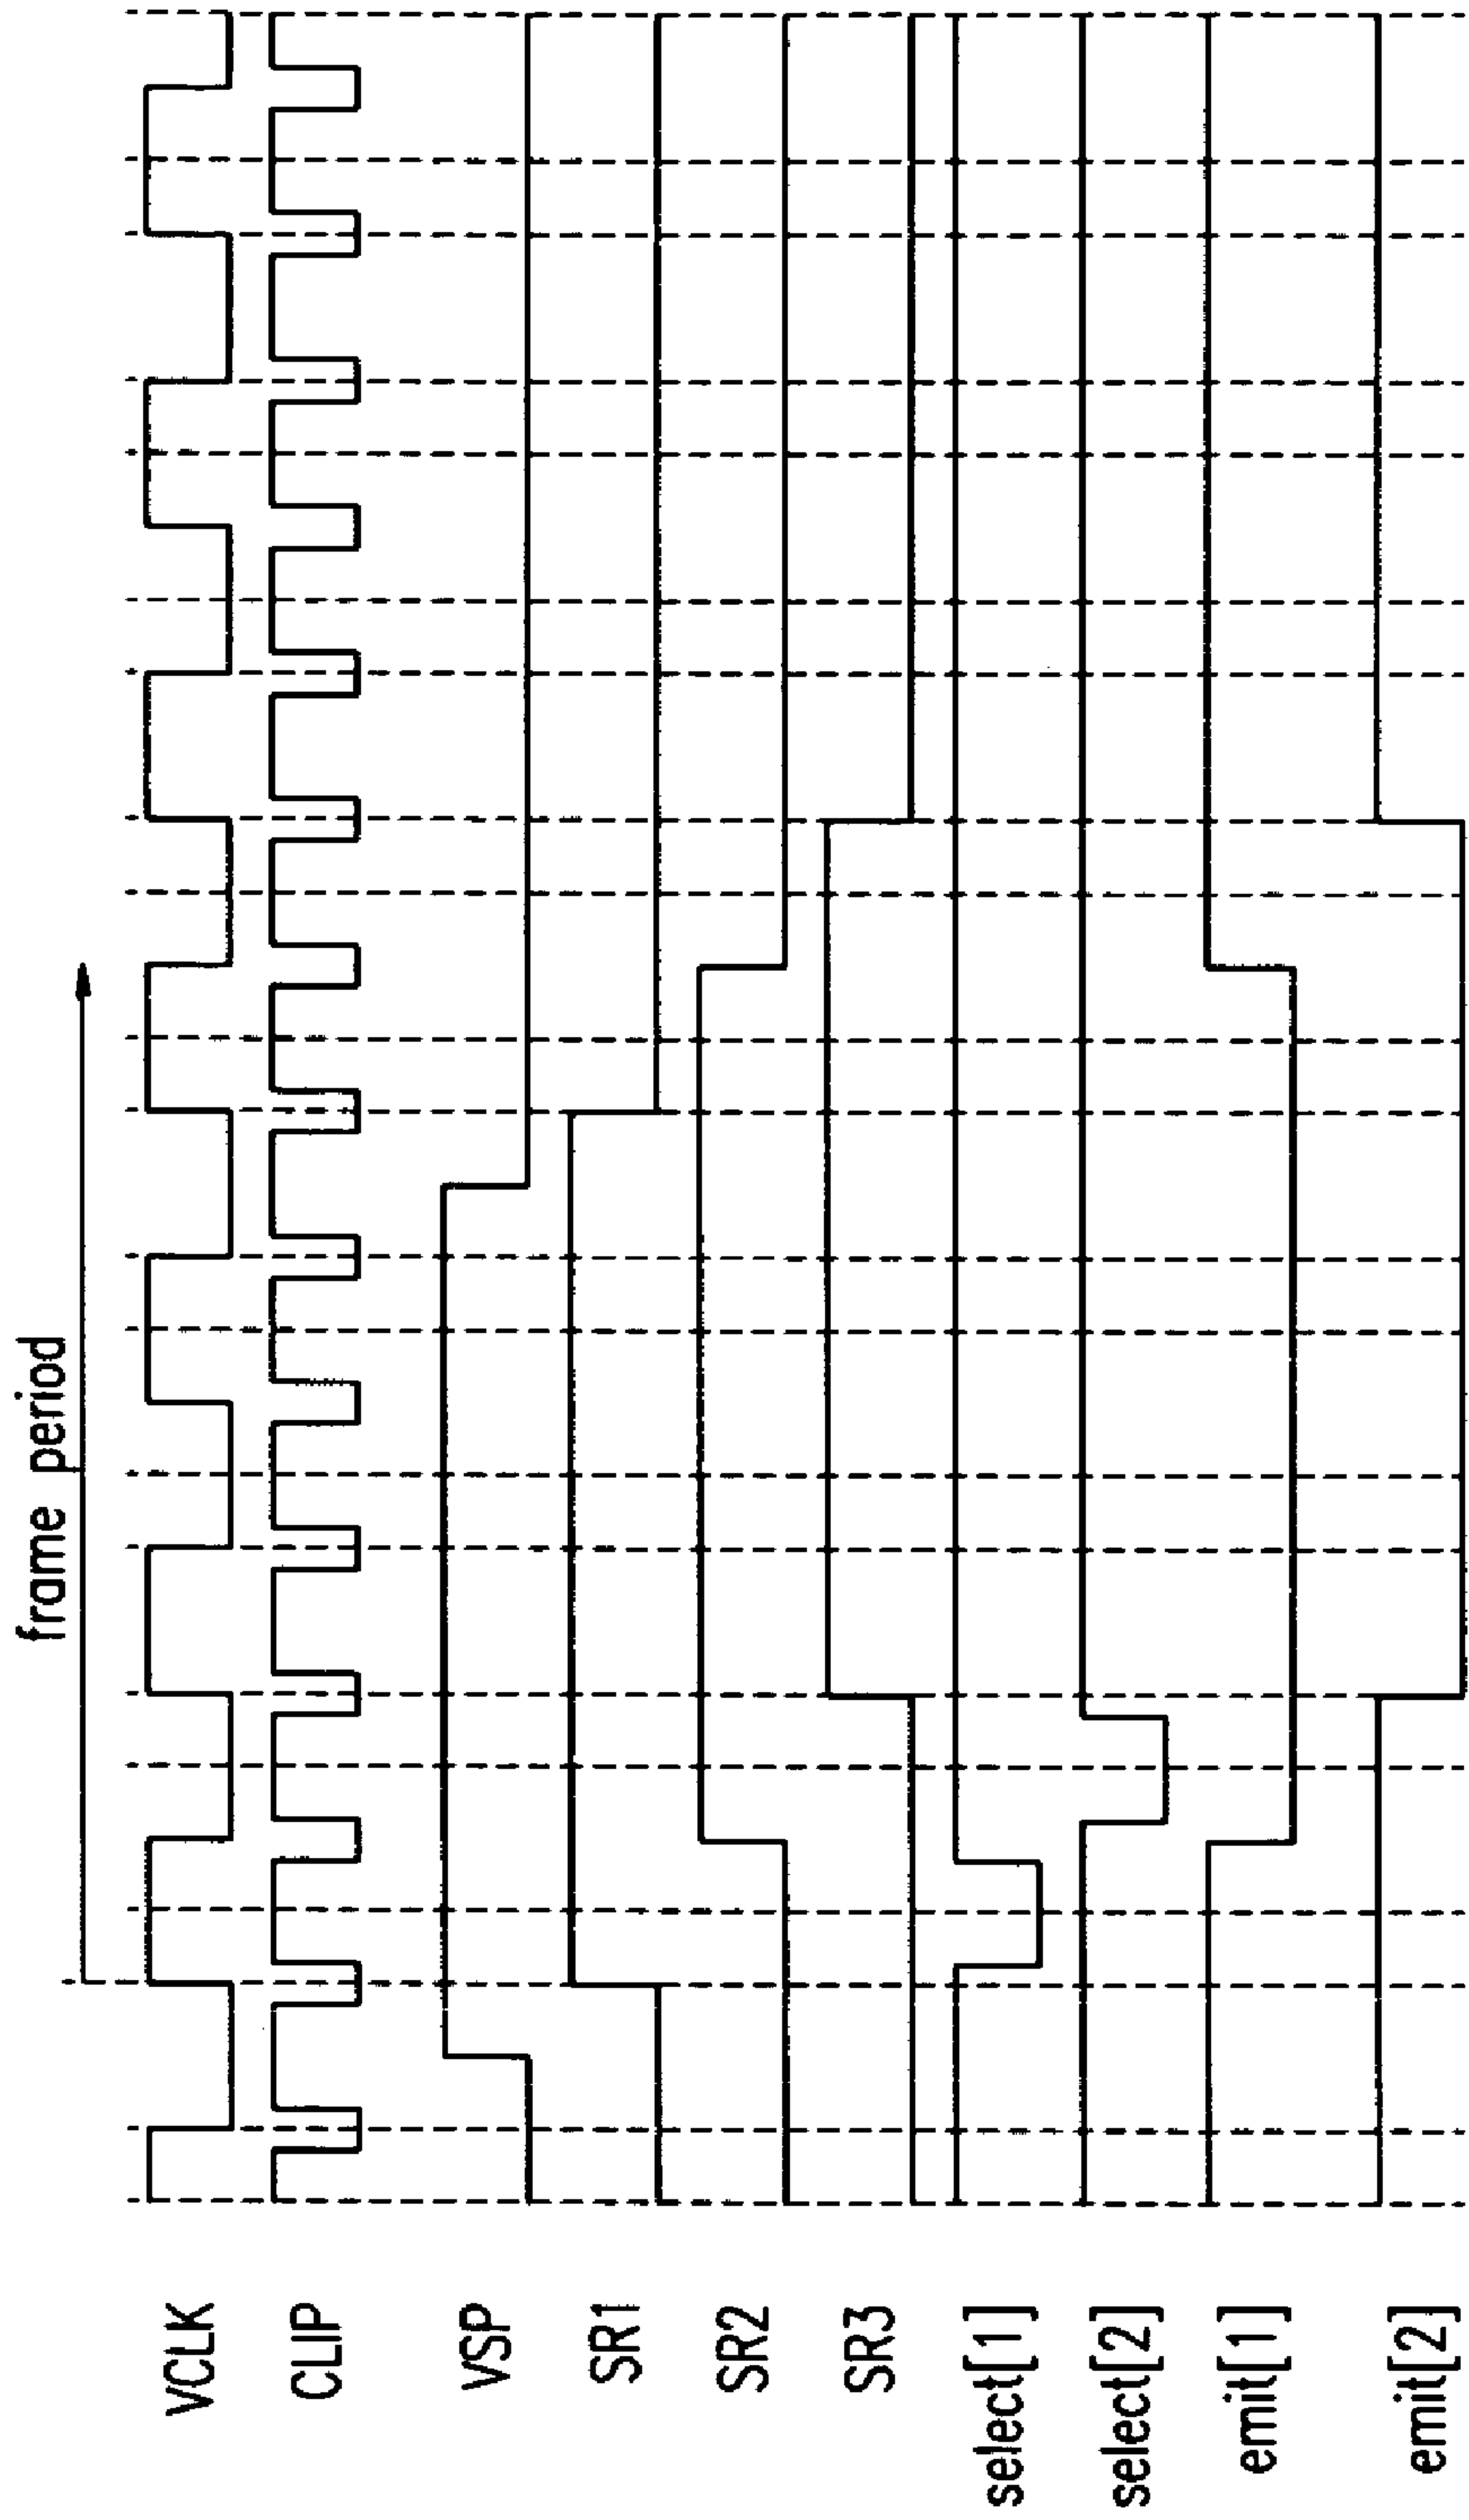 frame period
VCLK
CLIP
VSP
SR1
SR2
SR3
select[1]
select[2]
emit[1]
emit[2]